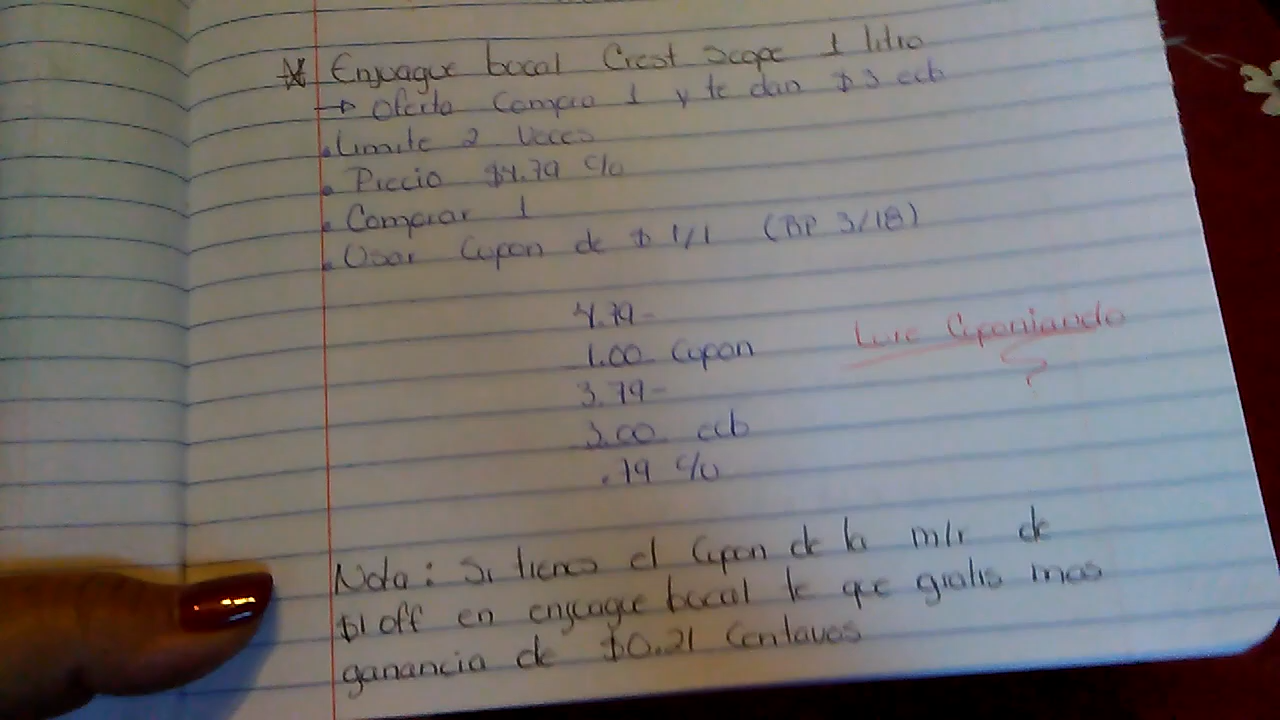 Enjuague bocal Crest Scope 1 litro
→ Oferta Compra 1 y te dan $3 ecb
. Limite 2 Veces
. Precio $4.79 c/u
. Comprar 1
. Usar Cupon de $1/1 (BP 3/18)
4.79-
1.00 Cupon
3.79-
3.00 ecb
.79 c/u
Cuponiando
Nota: Si tienes el Cupon de la m/r de
$1 off en enjuague bocal te que gratis mas
ganancia de $0.21 Centavos